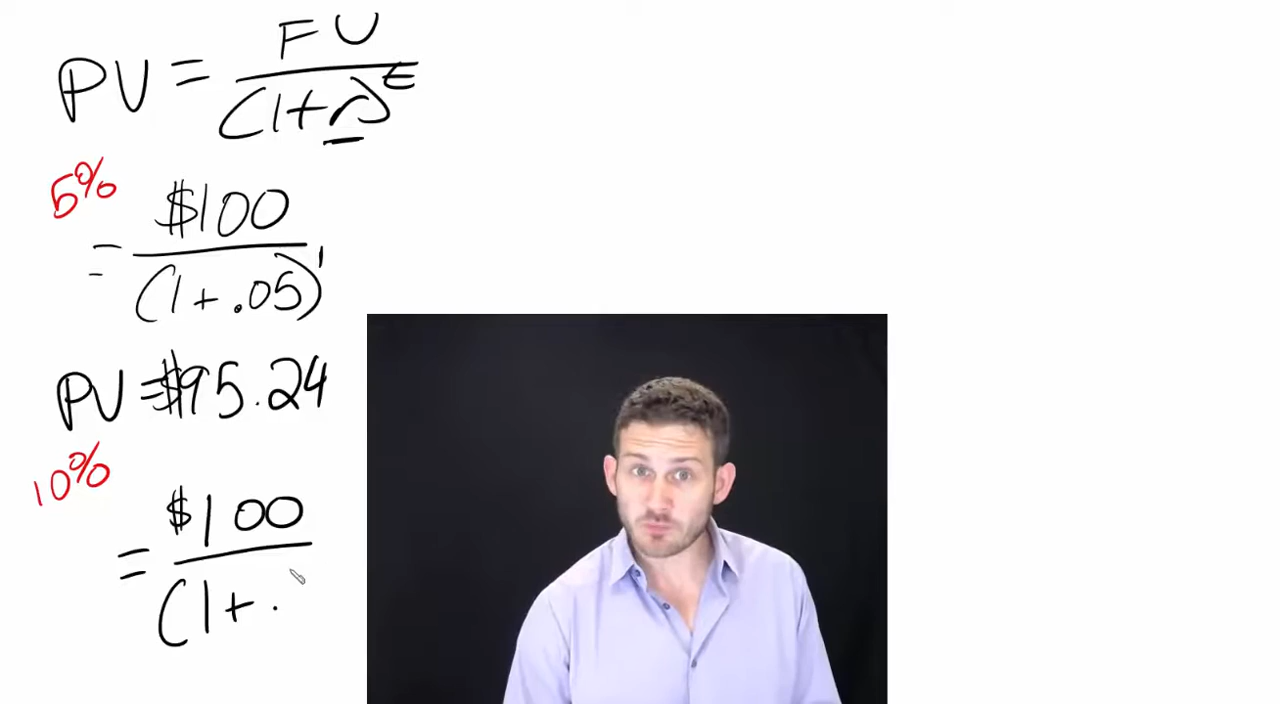 PV = FV
(1+r)^t
5%
= $100
(1+.05)^1
PV = $95.24
10%
= $100
(1+.